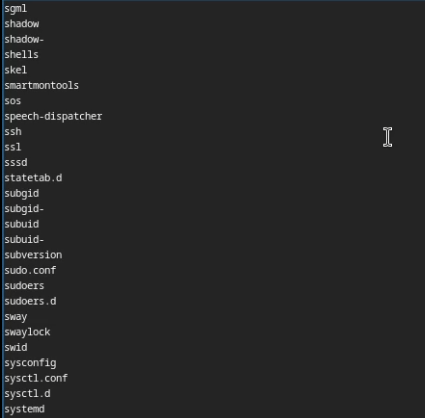 sgml
shadow
shadow-
shells
skel
smartmontools
sos
speech-dispatcher
ssh
ssl
sssd
statetab.d
subgid
subgid-
subuid
subuid-
subversion
sudo.conf
sudoers
sudoers.d
sway
swaylock
swid
sysconfig
sysctl.conf
sysctl.d
systemd